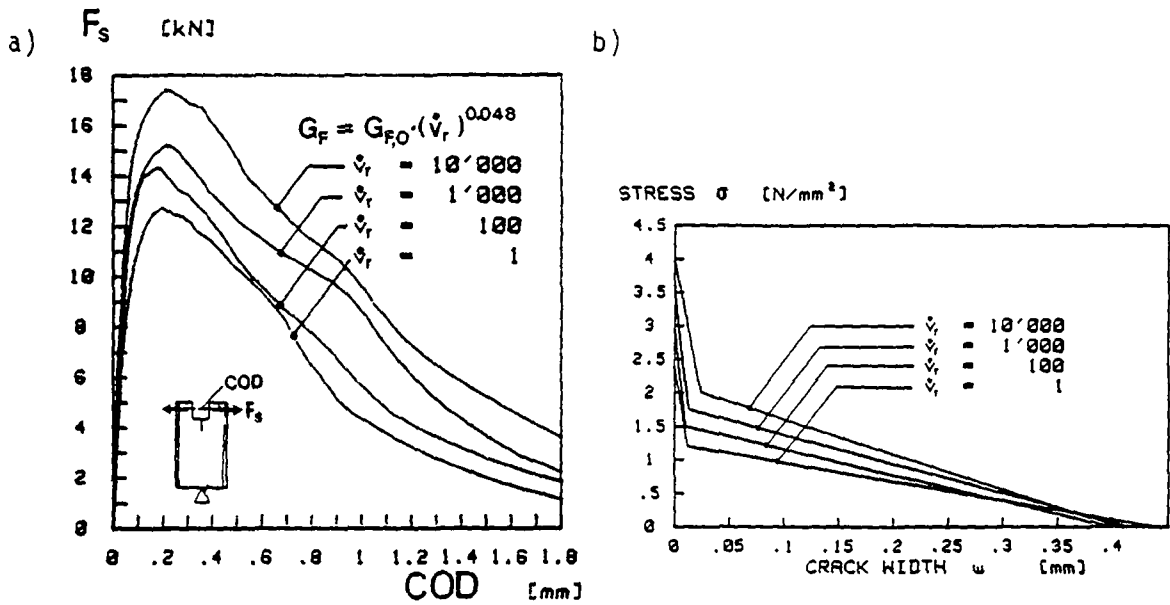 a)
F_s [kN]
18
16
14
12
10
8
6
4
2
0
G_F = G_F,O·(v̇_r)^0.048
v̇_r = 10'000
v̇_r = 1'000
v̇_r = 100
v̇_r = 1
COD
F_s
0 .2 .4 .6 .8 1 1.2 1.4 1.6 1.8
COD [mm]
b)
STRESS σ [N/mm²]
4.5
4
3.5
3
2.5
2
1.5
1
.5
0
v̇_r = 10'000
v̇_r = 1'000
v̇_r = 100
v̇_r = 1
0 .05 .1 .15 .2 .25 .3 .35 .4
CRACK WIDTH ω [mm]